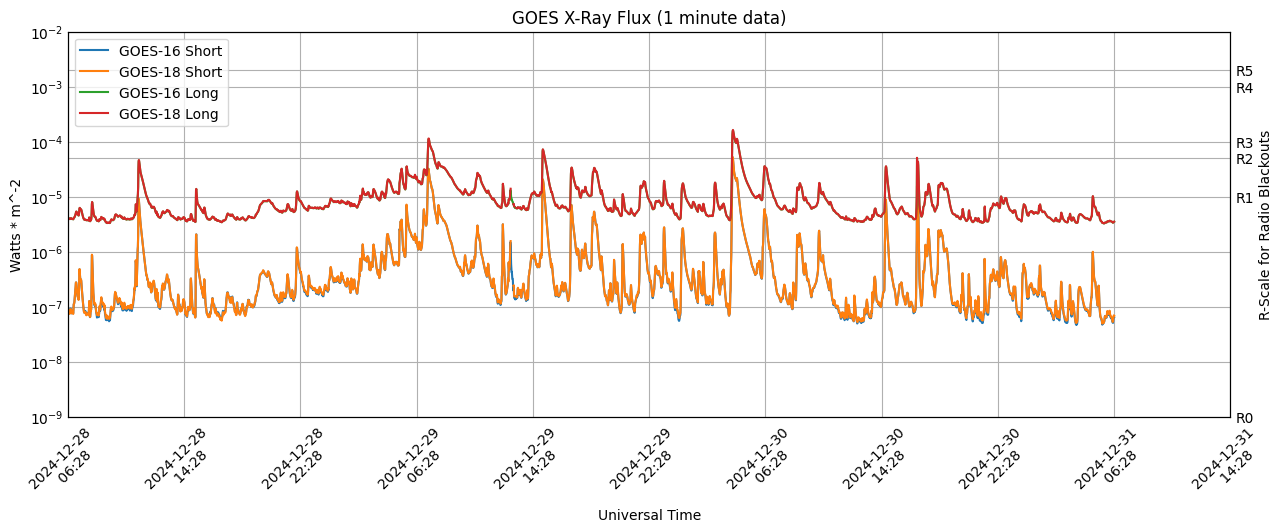 GOES X-Ray Flux (1 minute data)
GOES-16 Short
GOES-18 Short
GOES-16 Long
GOES-18 Long
Watts * m^-2
10^-2
10^-3
10^-4
10^-5
10^-6
10^-7
10^-8
10^-9
R5
R4
R3
R2
R1
R0
R-Scale for Radio Blackouts
2024-12-28
06:28
2024-12-28
14:28
2024-12-28
22:28
2024-12-29
06:28
2024-12-29
14:28
2024-12-29
22:28
2024-12-30
06:28
2024-12-30
14:28
2024-12-30
22:28
2024-12-31
06:28
2024-12-31
14:28
Universal Time